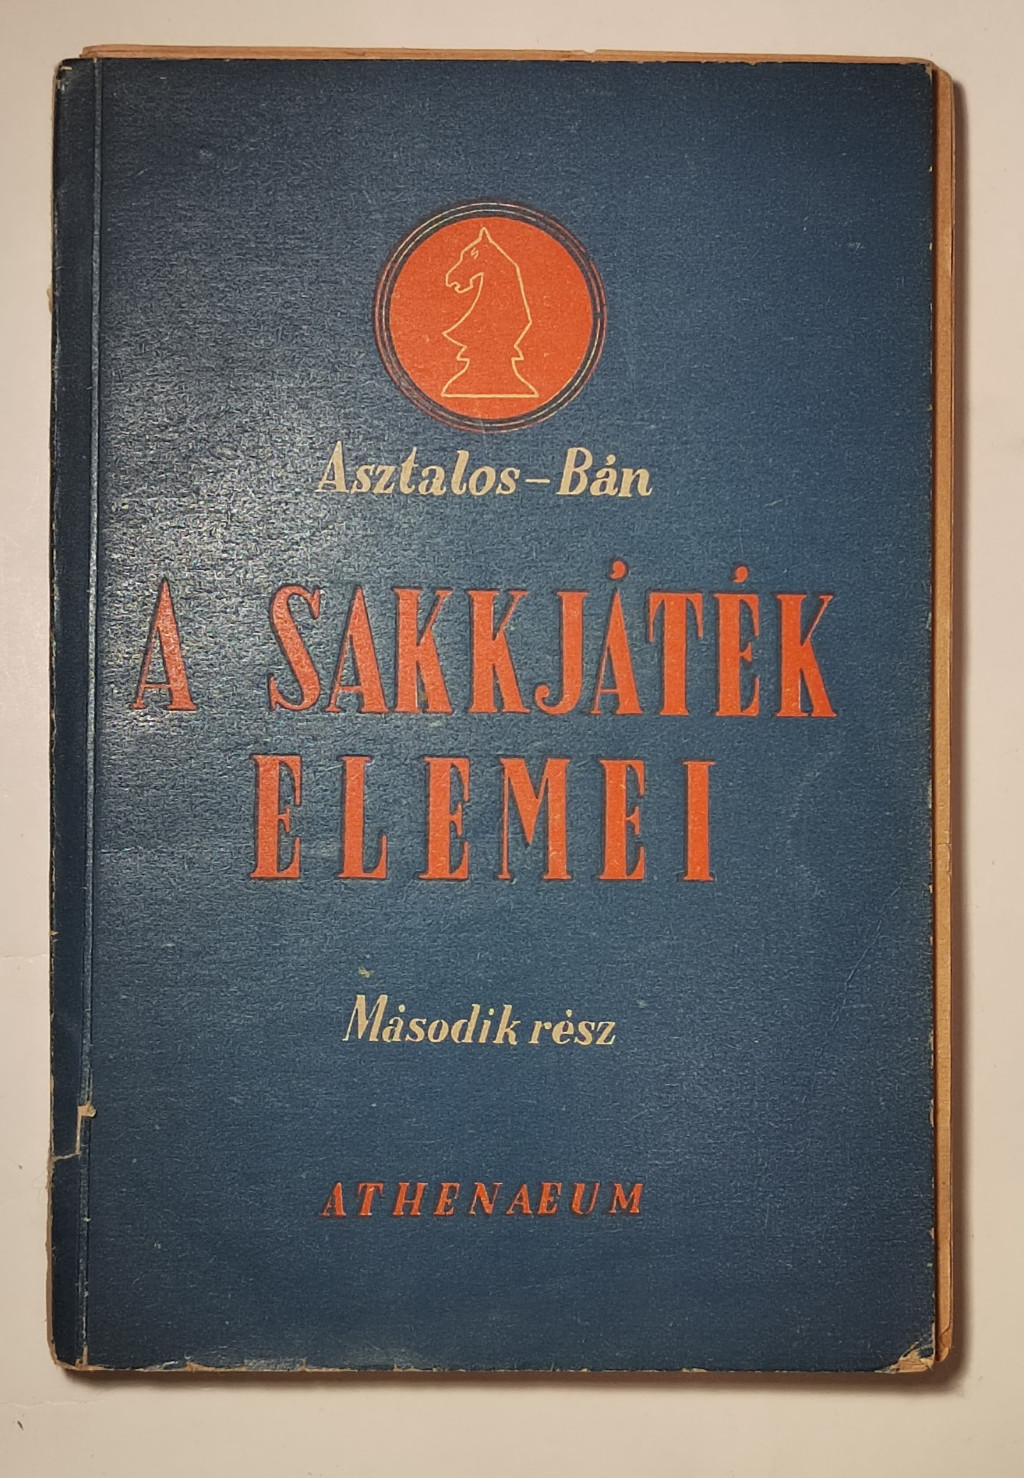 Asztalos-Bán
A SAKKJÁTÉK
ELEMEI
Második rész
ATHENAEUM